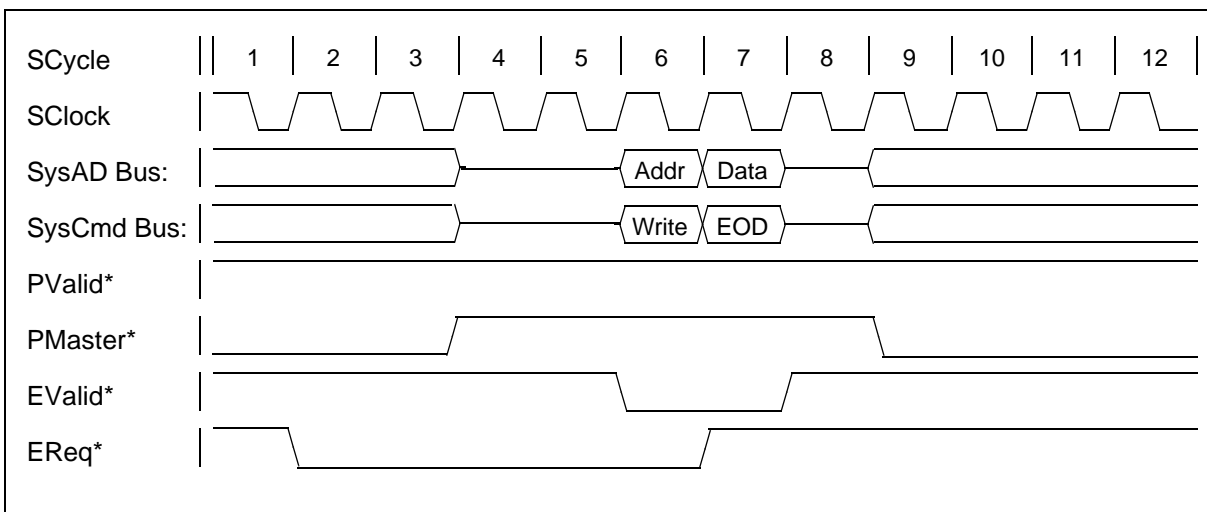 SCycle 1 2 3 4 5 6 7 8 9 10 11 12
SClock
SysAD Bus: Addr Data
SysCmd Bus: Write EOD
PValid*
PMaster*
EValid*
EReq*